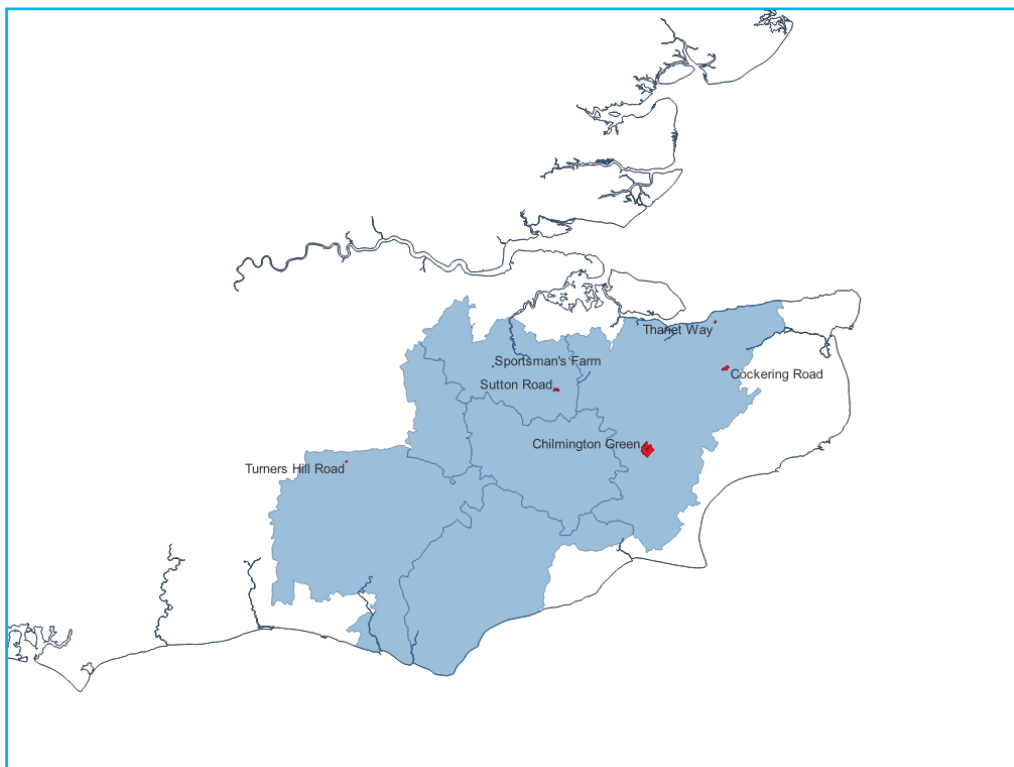 Thanet Way
Sportsman's Farm
Cockering Road
Sutton Road
Chilmington Green
Turners Hill Road